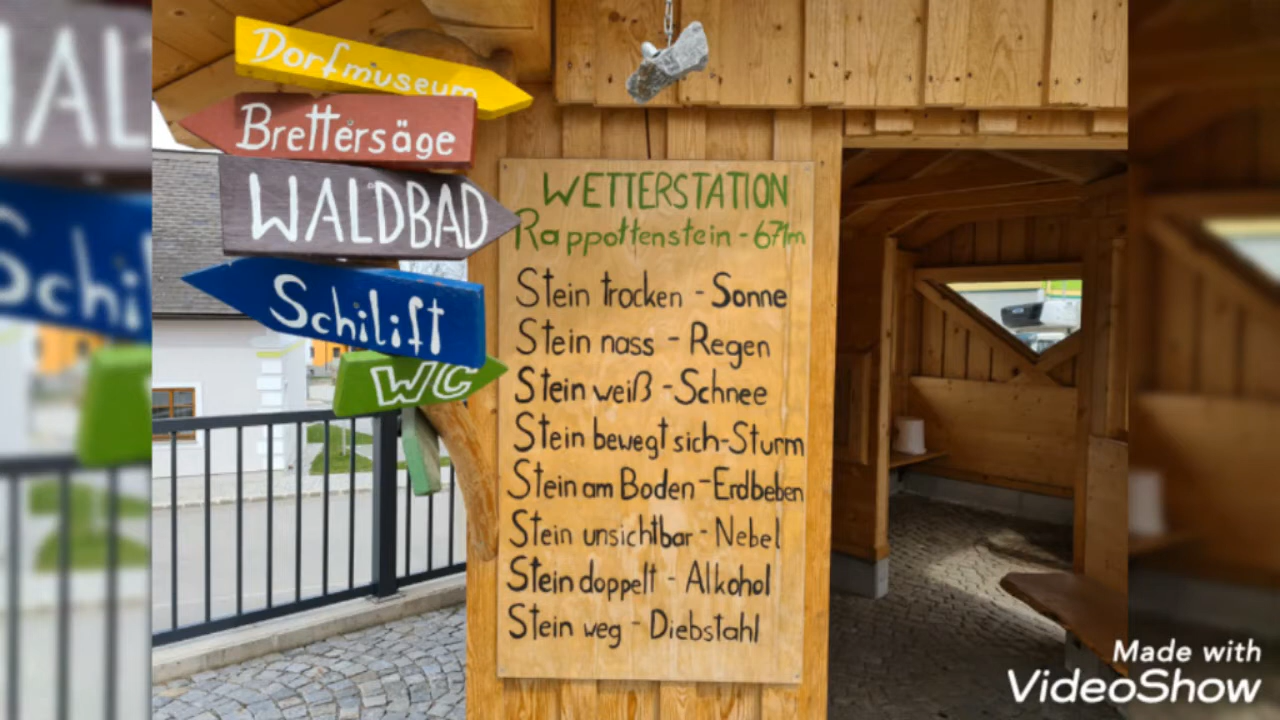 Dorfmuseum
Brettersäge
WALDBAD
Schilift
WC
WETTERSTATION
Rappottenstein - 671m
Stein trocken - Sonne
Stein nass - Regen
Stein weiß - Schnee
Stein bewegt sich - Sturm
Stein am Boden - Erdbeben
Stein unsichtbar - Nebel
Stein doppelt - Alkohol
Stein weg - Diebstahl
Made with
VideoShow